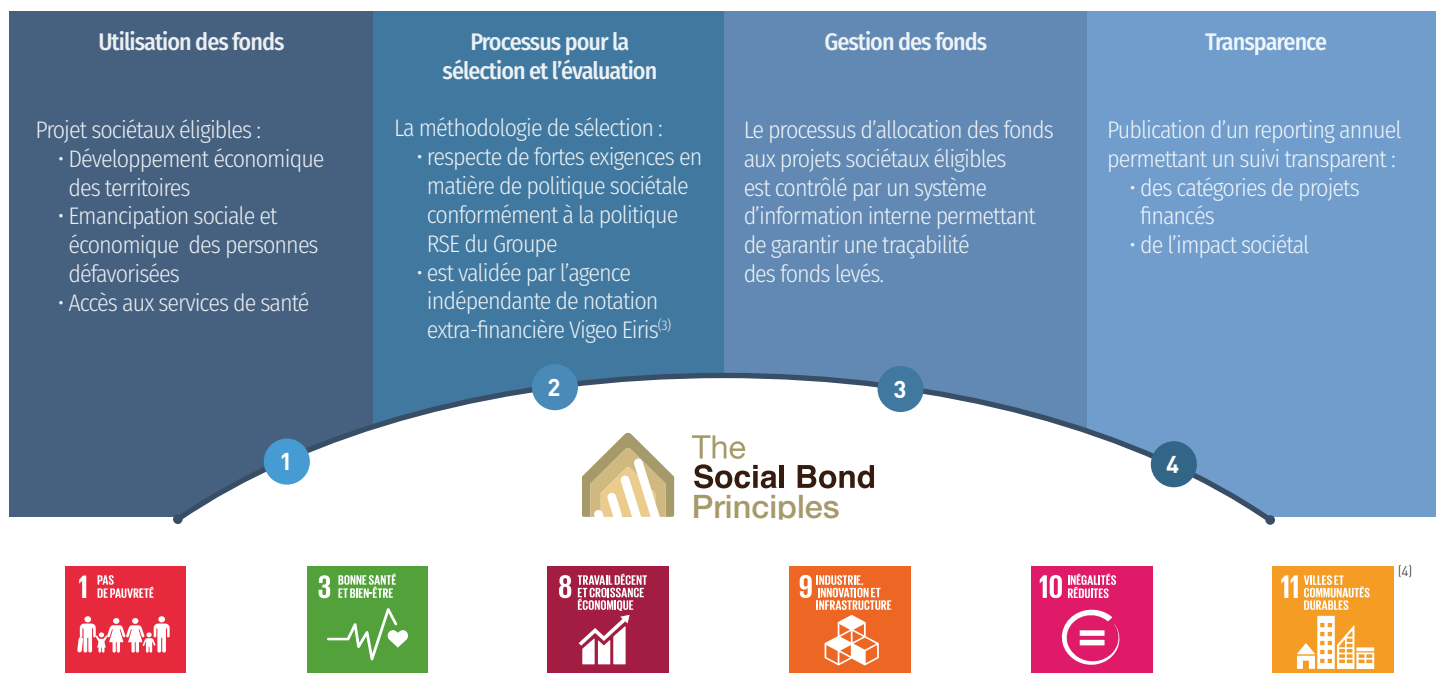 Utilisation des fonds
Projet sociétaux éligibles :
· Développement économique
des territoires
· Emancipation sociale et
économique des personnes
défavorisées
· Accès aux services de santé
Processus pour la
sélection et l’évaluation
La méthodologie de sélection :
· respecte de fortes exigences en
matière de politique sociétale
conformément à la politique
RSE du Groupe
· est validée par l’agence
indépendante de notation
extra-financière Vigeo Eiris(3)
Gestion des fonds
Le processus d’allocation des fonds
aux projets sociétaux éligibles
est contrôlé par un système
d’information interne permettant
de garantir une traçabilité
des fonds levés.
Transparence
Publication d’un reporting annuel
permettant un suivi transparent :
· des catégories de projets
financés
· de l’impact sociétal
1
2
3
4
The
Social Bond
Principles
1 PAS
DE PAUVRETÉ
3 BONNE SANTÉ
ET BIEN-ÊTRE
8 TRAVAIL DÉCENT
ET CROISSANCE
ÉCONOMIQUE
9 INDUSTRIE,
INNOVATION ET
INFRASTRUCTURE
10 INÉGALITÉS
RÉDUITES
11 VILLES ET
COMMUNAUTÉS
DURABLES
(4)